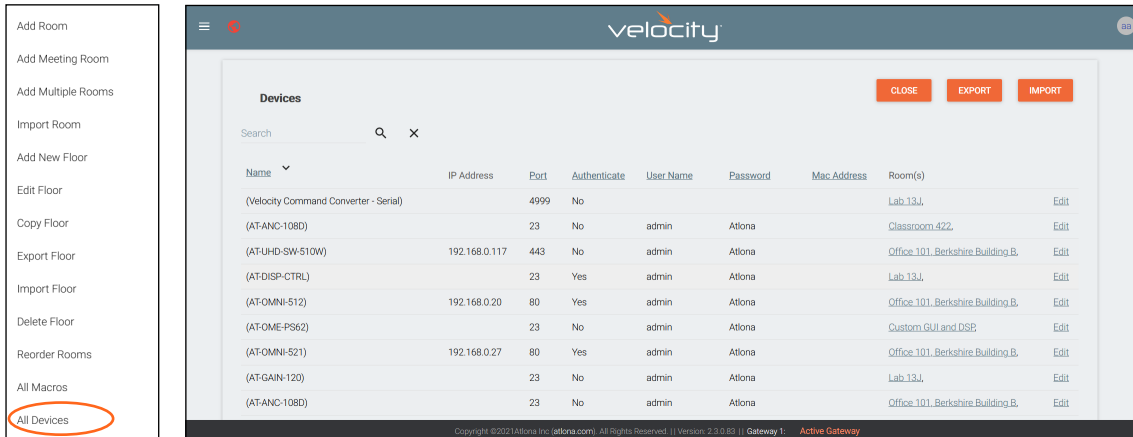 Add Room
Add Meeting Room
Add Multiple Rooms
Import Room
Add New Floor
Edit Floor
Copy Floor
Export Floor
Import Floor
Delete Floor
Reorder Rooms
All Macros
All Devices
velocity
aa
Devices
CLOSE EXPORT IMPORT
Search
Name IP Address Port Authenticate User Name Password Mac Address Room(s)
(Velocity Command Converter - Serial) 4999 No Lab 13J, Edit
(AT-ANC-108D) 23 No admin Atlona Classroom 422, Edit
(AT-UHD-SW-510W) 192.168.0.117 443 No admin Atlona Office 101, Berkshire Building B, Edit
(AT-DISP-CTRL) 23 Yes admin Atlona Lab 13J, Edit
(AT-OMNI-512) 192.168.0.20 80 Yes admin Atlona Office 101, Berkshire Building B, Edit
(AT-OME-PS62) 23 No admin Atlona Custom GUI and DSP, Edit
(AT-OMNI-521) 192.168.0.27 80 Yes admin Atlona Office 101, Berkshire Building B, Edit
(AT-GAIN-120) 23 No admin Atlona Lab 13J, Edit
(AT-ANC-108D) 23 No admin Atlona Office 101, Berkshire Building B, Edit
Copyright ©2021Atlona Inc (atlona.com). All Rights Reserved. | | Version: 2.3.0.83 | | Gateway 1: Active Gateway